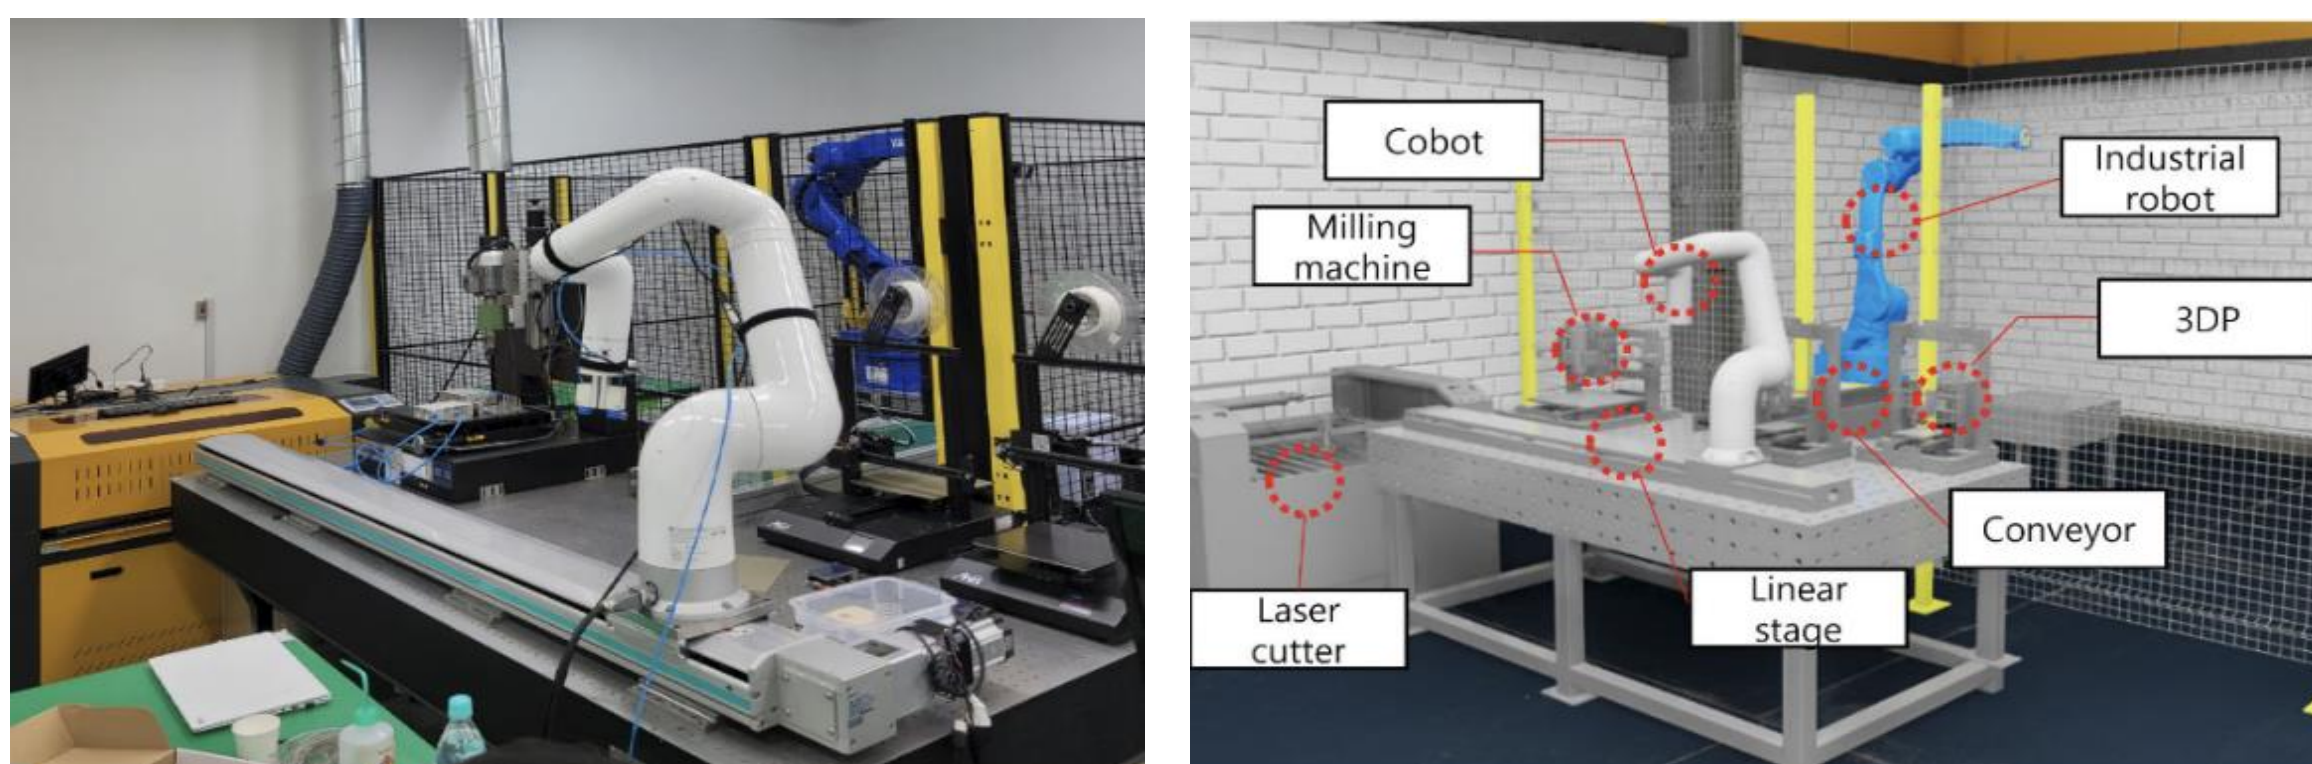 Cobot
Industrial
robot
Milling
machine
3DP
Conveyor
Linear
stage
Laser
cutter